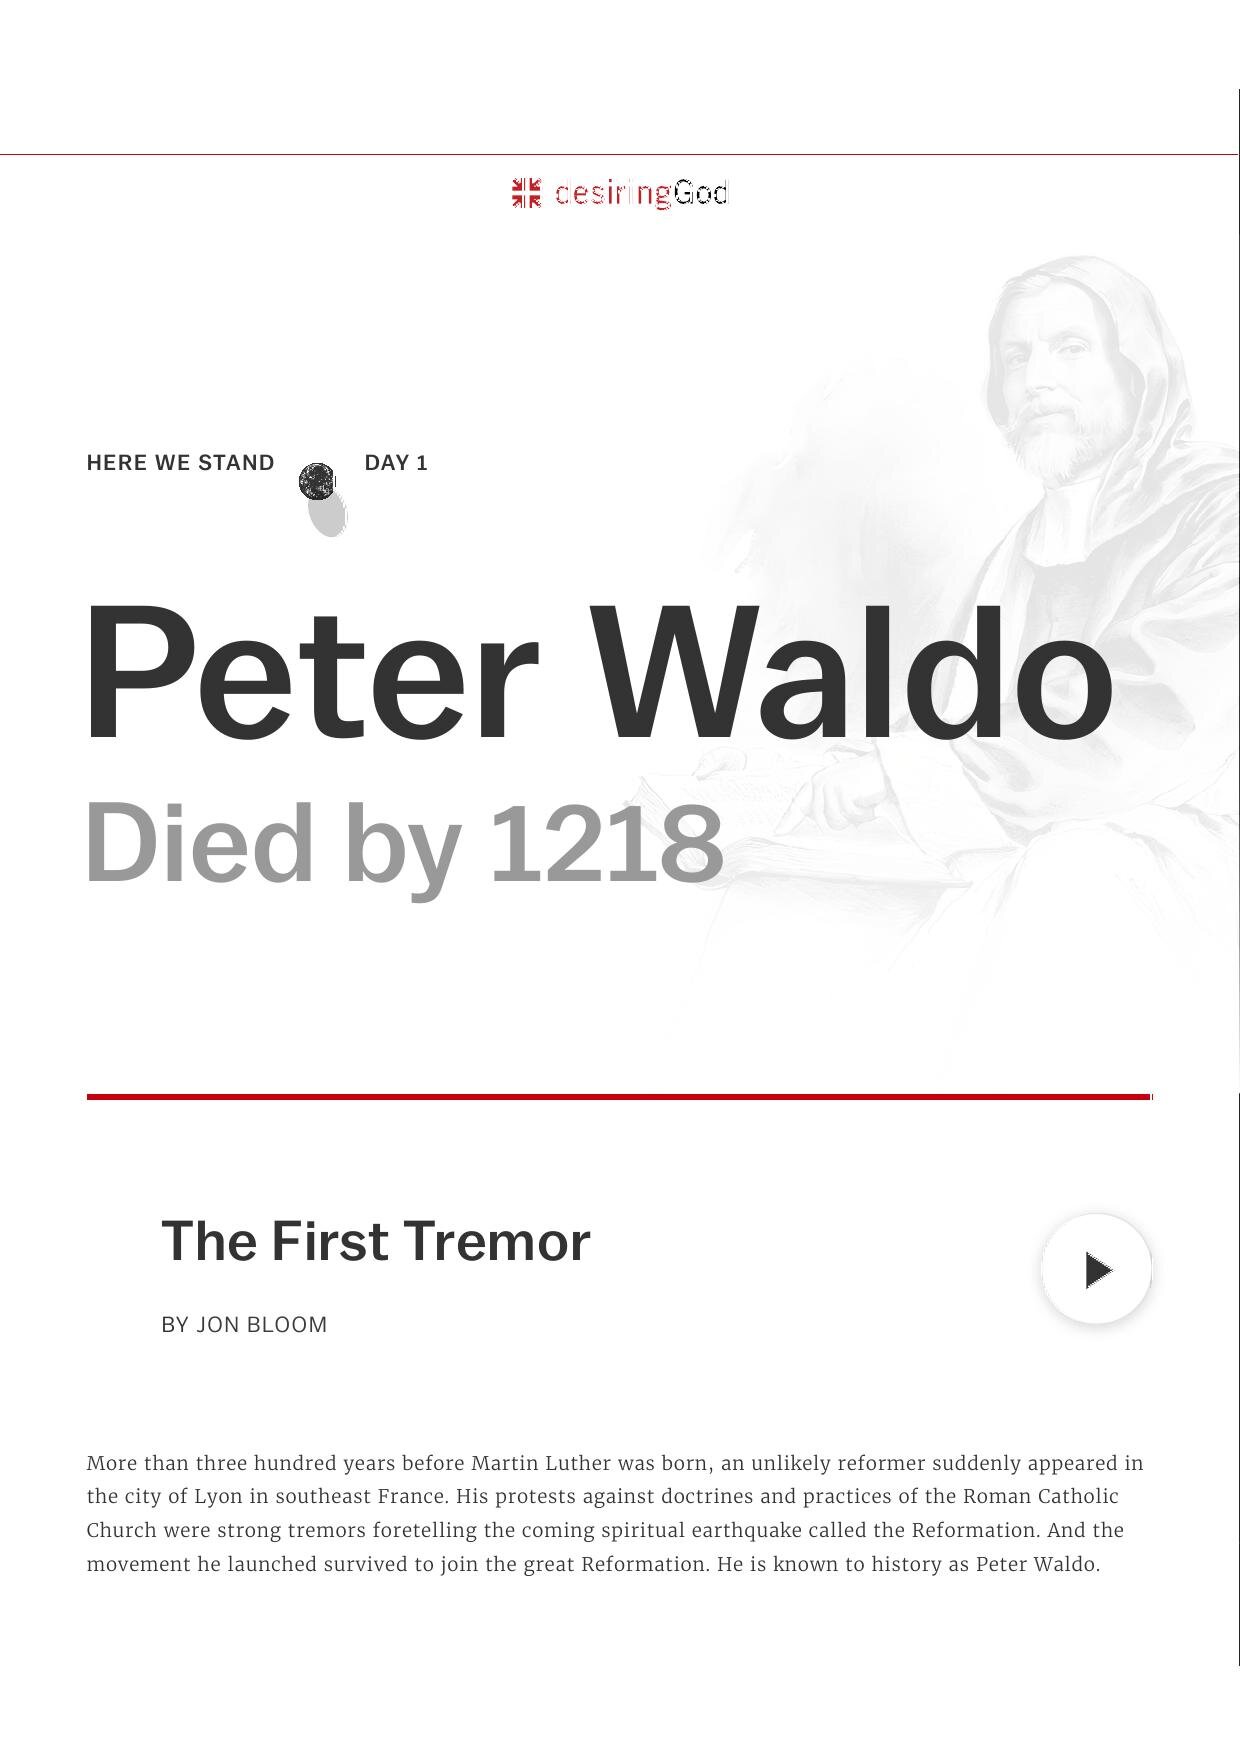 desiringGod
HERE WE STAND DAY 1
Peter Waldo
Died by 1218
The First Tremor
BY JON BLOOM
More than three hundred years before Martin Luther was born, an unlikely reformer suddenly appeared in
the city of Lyon in southeast France. His protests against doctrines and practices of the Roman Catholic
Church were strong tremors foretelling the coming spiritual earthquake called the Reformation. And the
movement he launched survived to join the great Reformation. He is known to history as Peter Waldo.